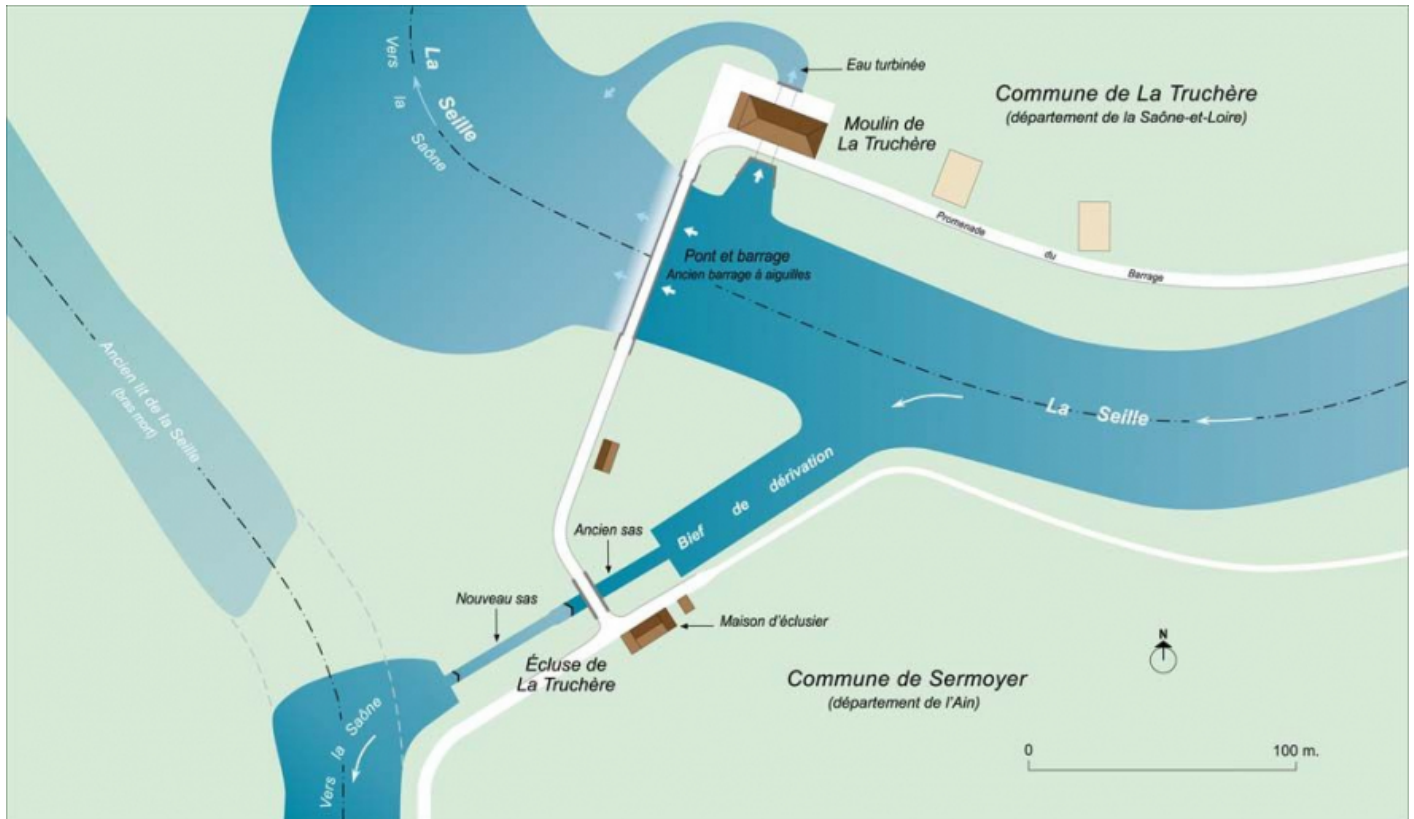 Eau turbinée
Commune de La Truchère
(département de la Saône-et-Loire)
La
Seille
Vers
la
Saône
Moulin de
La Truchère
Promenade
du
Barrage
Pont et barrage
Ancien barrage à aiguilles
Ancien lit de la Seille
(bras mort)
La Seille
Bief de dérivation
Ancien sas
Nouveau sas
Maison d'éclusier
Écluse de
La Truchère
N
Commune de Sermoyer
(département de l'Ain)
Vers la Saône
0 100 m.